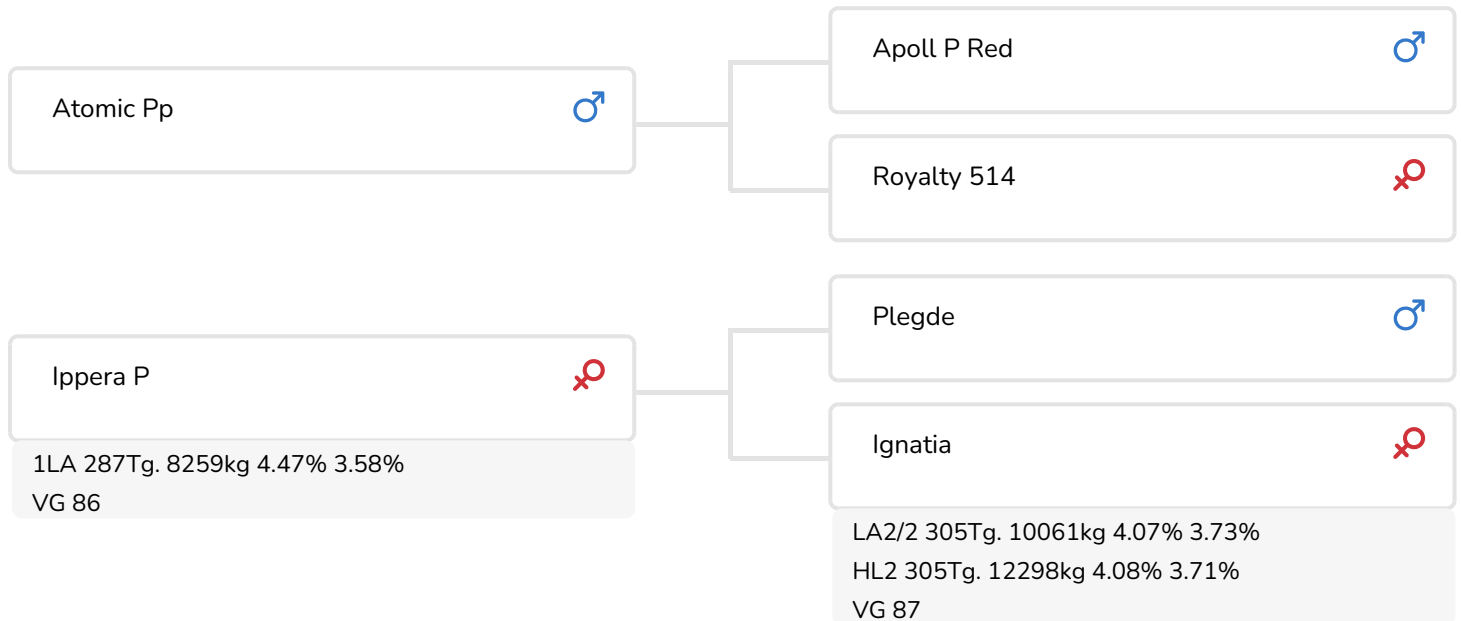 Apoll P Red
Atomic Pp
Royalty 514
Plegde
Ippera P
1LA 287Tg. 8259kg 4.47% 3.58%
VG 86
Ignatia
LA2/2 305Tg. 10061kg 4.07% 3.73%
HL2 305Tg. 12298kg 4.08% 3.71%
VG 87